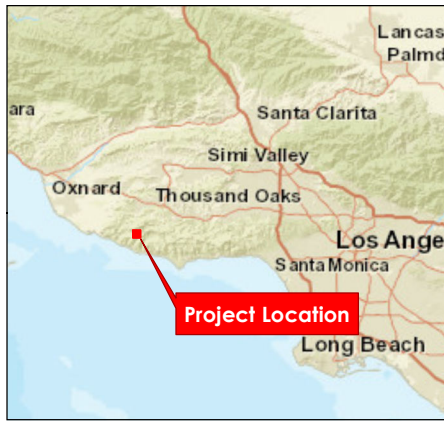 Lancas
Palmd
ara
Santa Clarita
Simi Valley
Oxnard
Thousand Oaks
Los Ange
Santa Monica
Project Location
Long Beach